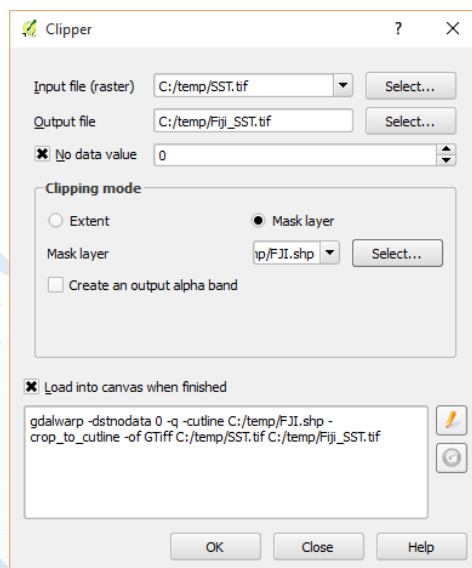 Clipper ?
Input file (raster) C:/temp/SST.tif Select...
Output file C:/temp/Fiji_SST.tif Select...
No data value 0
Clipping mode
Extent Mask layer
Mask layer ıp/FJI.shp Select...
Create an output alpha band
Load into canvas when finished
gdalwarp -dstnodata 0 -q -cutline C:/temp/FJI.shp -
crop_to_cutline -of GTiff C:/temp/SST.tif C:/temp/Fiji_SST.tif
OK Close Help